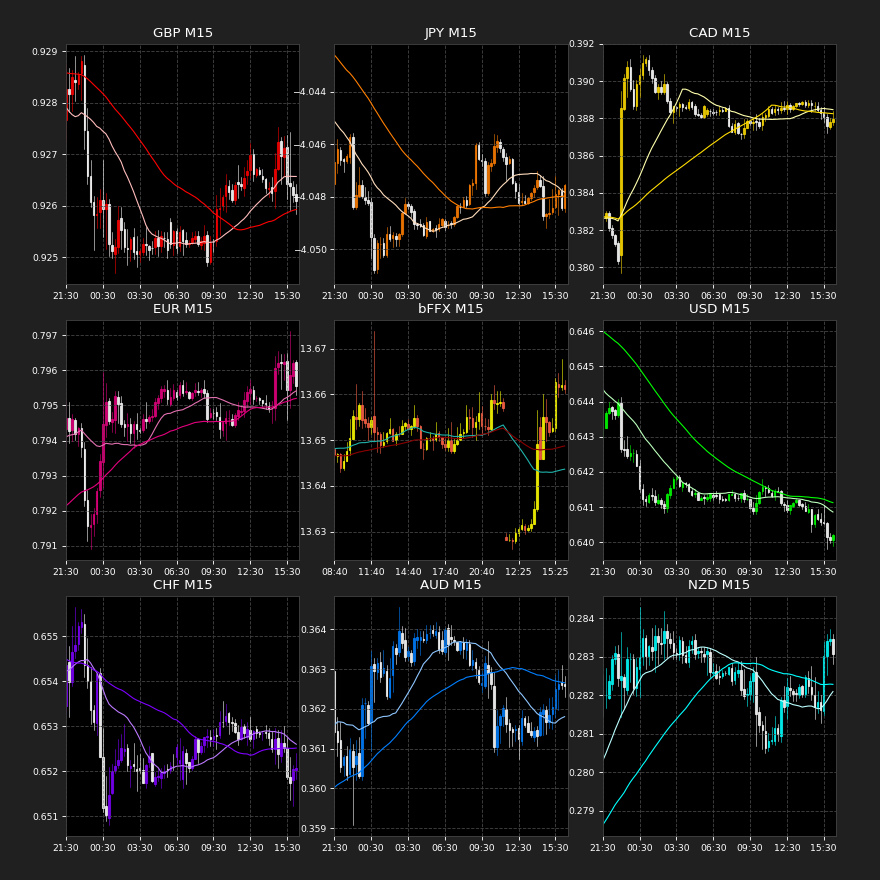 GBP M15
JPY M15
CAD M15
0.929
0.928
0.927
0.926
0.925
−4.044
−4.046
−4.048
−4.050
0.392
0.390
0.388
0.386
0.384
0.382
0.380
21:30 00:30 03:30 06:30 09:30 12:30 15:30
21:30 00:30 03:30 06:30 09:30 12:30 15:30
21:30 00:30 03:30 06:30 09:30 12:30 15:30
EUR M15
bFFX M15
USD M15
0.797
0.796
0.795
0.794
0.793
0.792
0.791
13.67
13.66
13.65
13.64
13.63
0.646
0.645
0.644
0.643
0.642
0.641
0.640
21:30 00:30 03:30 06:30 09:30 12:30 15:30
08:40 11:40 14:40 17:40 20:40 12:25 15:25
21:30 00:30 03:30 06:30 09:30 12:30 15:30
CHF M15
AUD M15
NZD M15
0.655
0.654
0.653
0.652
0.651
0.364
0.363
0.362
0.361
0.360
0.359
0.284
0.283
0.282
0.281
0.280
0.279
21:30 00:30 03:30 06:30 09:30 12:30 15:30
21:30 00:30 03:30 06:30 09:30 12:30 15:30
21:30 00:30 03:30 06:30 09:30 12:30 15:30